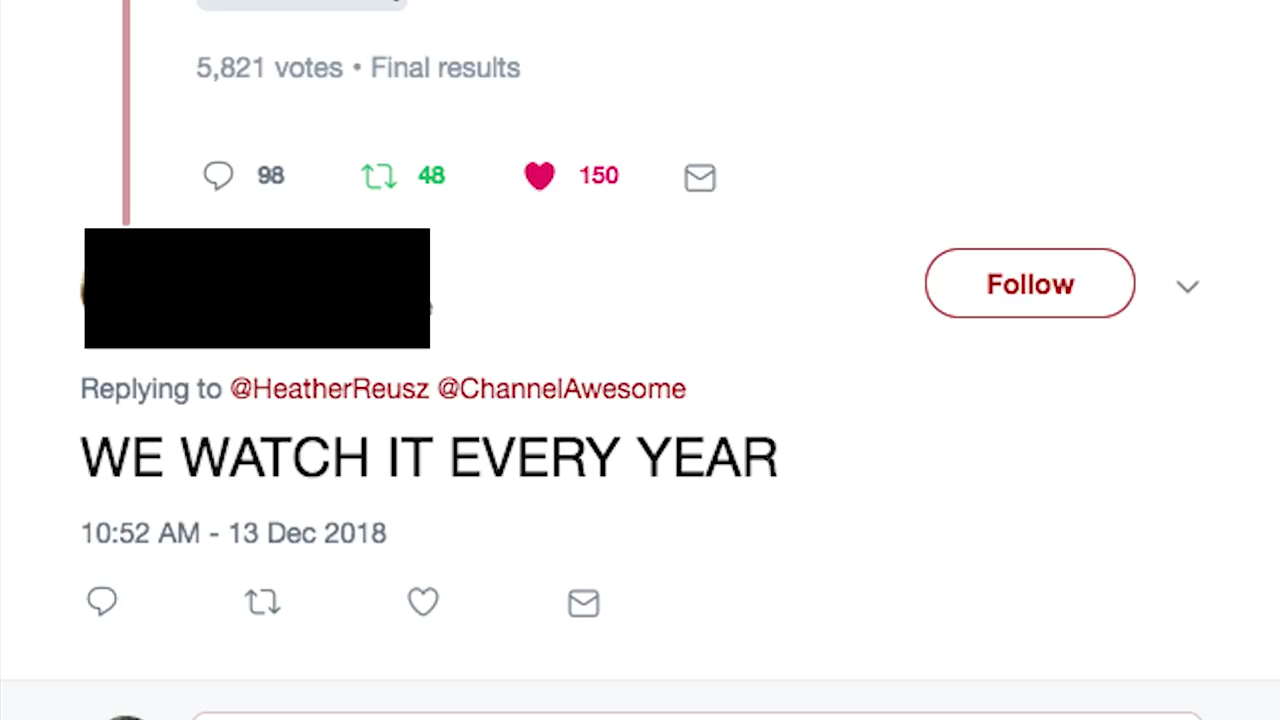 5,821 votes • Final results
98 48 150
Follow
Replying to @HeatherReusz @ChannelAwesome
WE WATCH IT EVERY YEAR
10:52 AM - 13 Dec 2018